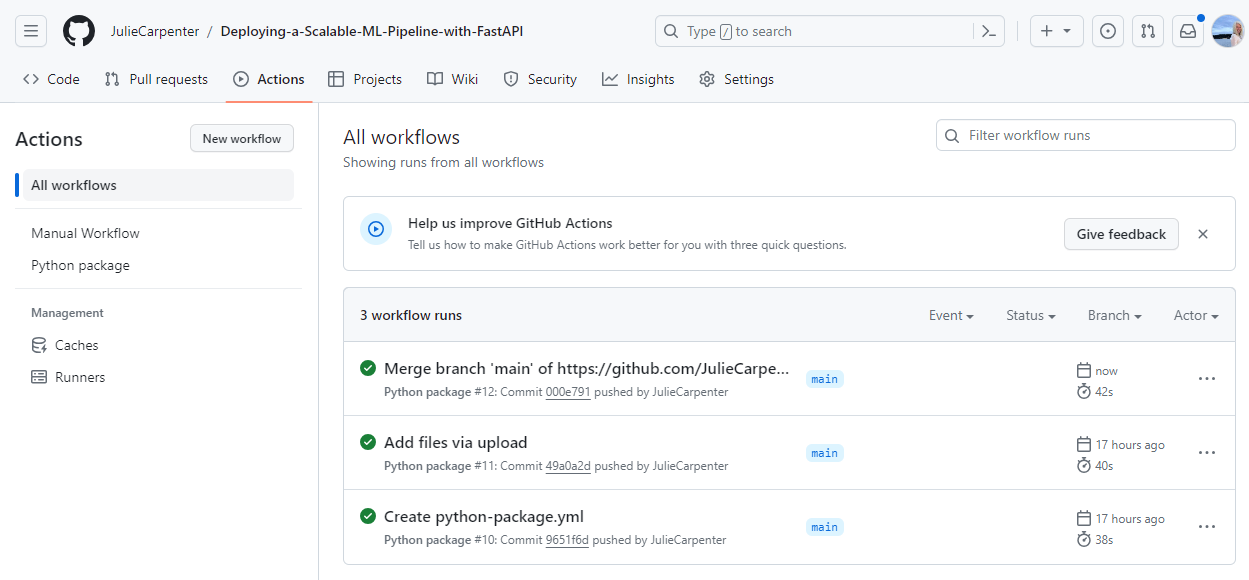 JulieCarpenter / Deploying-a-Scalable-ML-Pipeline-with-FastAPI
Type / to search
Code Pull requests Actions Projects Wiki Security Insights Settings
Actions
New workflow
All workflows
Manual Workflow
Python package
Management
Caches
Runners
All workflows
Showing runs from all workflows
Filter workflow runs
Help us improve GitHub Actions
Tell us how to make GitHub Actions work better for you with three quick questions.
Give feedback
3 workflow runs
Event Status Branch Actor
Merge branch 'main' of https://github.com/JulieCarpe...
Python package #12: Commit 000e791 pushed by JulieCarpenter
main
now
42s
Add files via upload
Python package #11: Commit 49a0a2d pushed by JulieCarpenter
main
17 hours ago
40s
Create python-package.yml
Python package #10: Commit 9651f6d pushed by JulieCarpenter
main
17 hours ago
38s